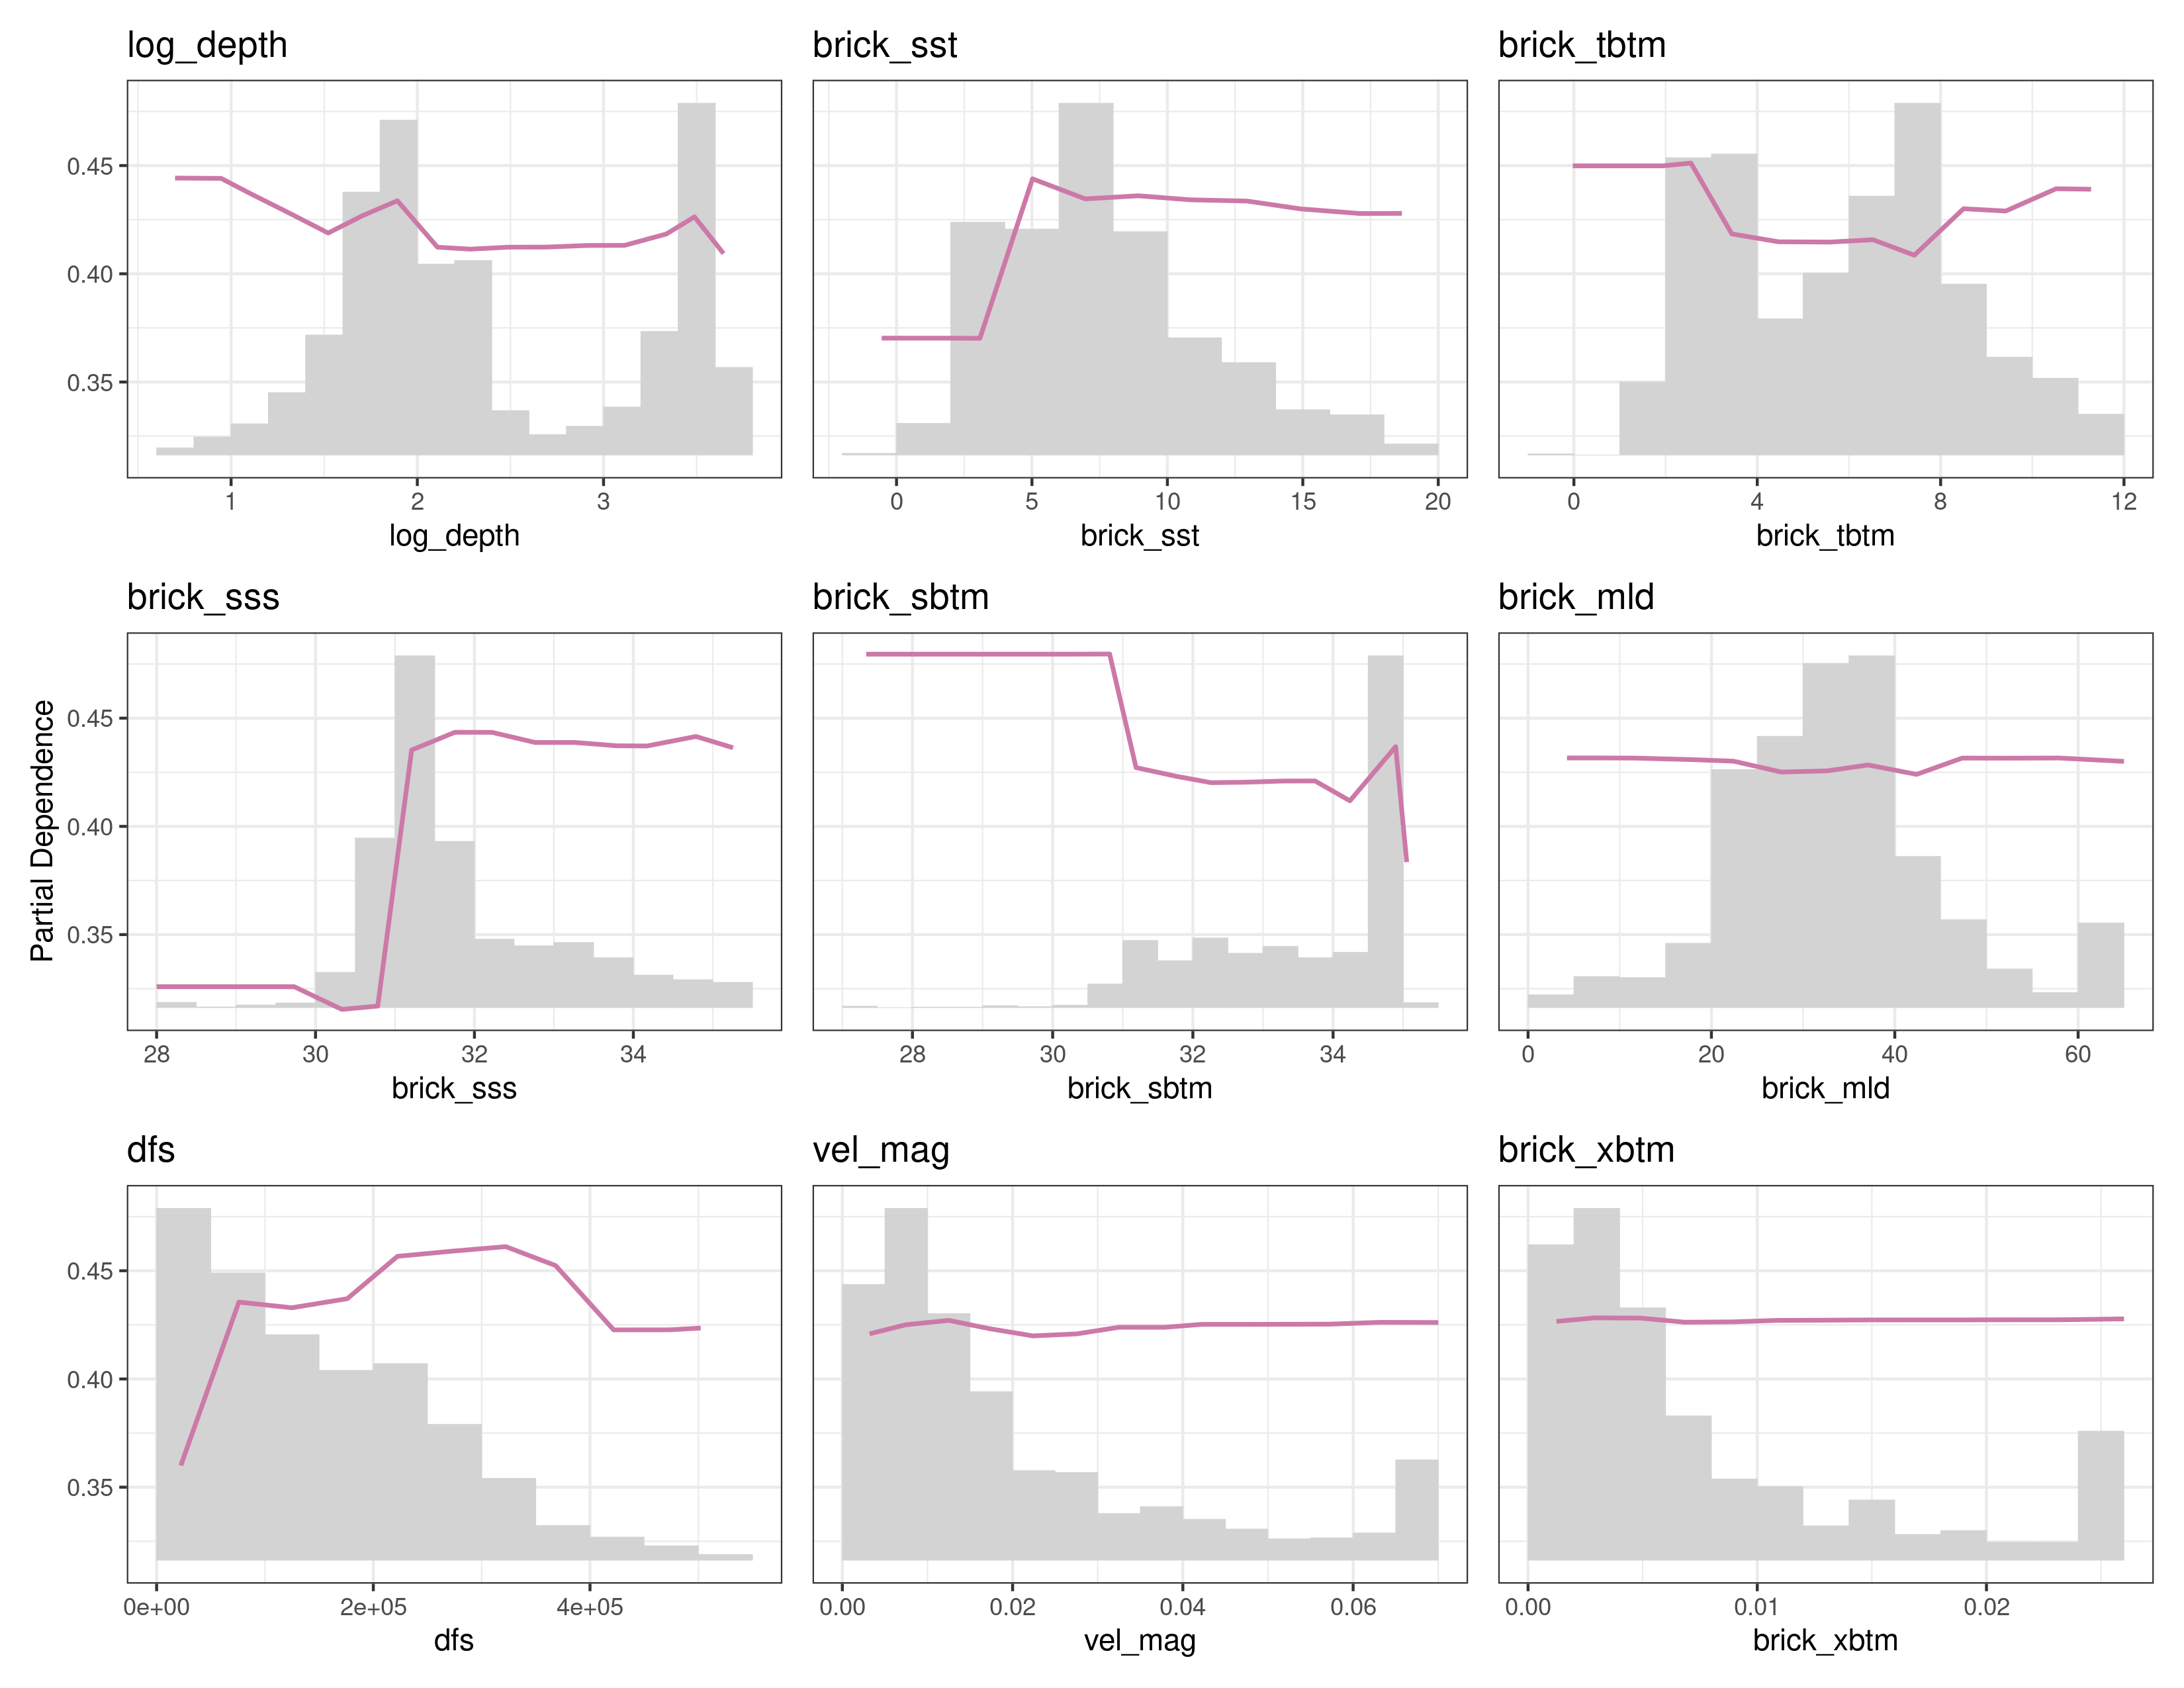 log_depth
brick_sst
brick_tbtm
0.45
0.40
0.35
1 2 3
0 5 10 15 20
0 4 8 12
log_depth
brick_sst
brick_tbtm
brick_sss
brick_sbtm
brick_mld
Partial Dependence
0.45
0.40
0.35
28 30 32 34
28 30 32 34
0 20 40 60
brick_sss
brick_sbtm
brick_mld
dfs
vel_mag
brick_xbtm
0.45
0.40
0.35
0e+00 2e+05 4e+05
0.00 0.02 0.04 0.06
0.00 0.01 0.02
dfs
vel_mag
brick_xbtm